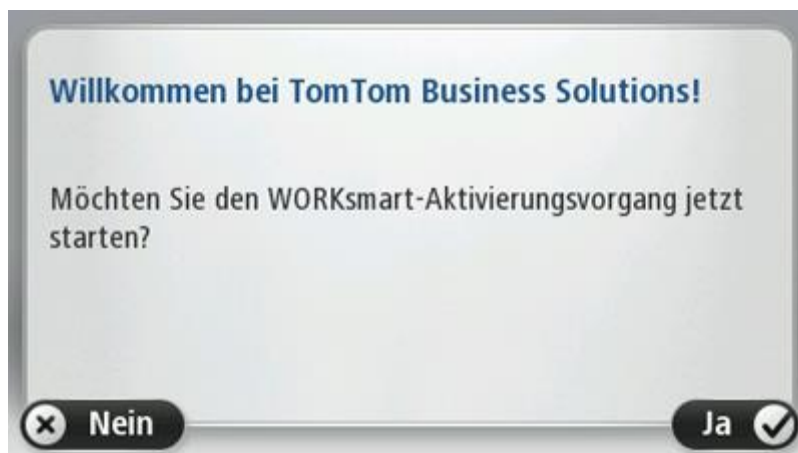 Willkommen bei TomTom Business Solutions!
Möchten Sie den WORKsmart-Aktivierungsvorgang jetzt
starten?
Nein
Ja